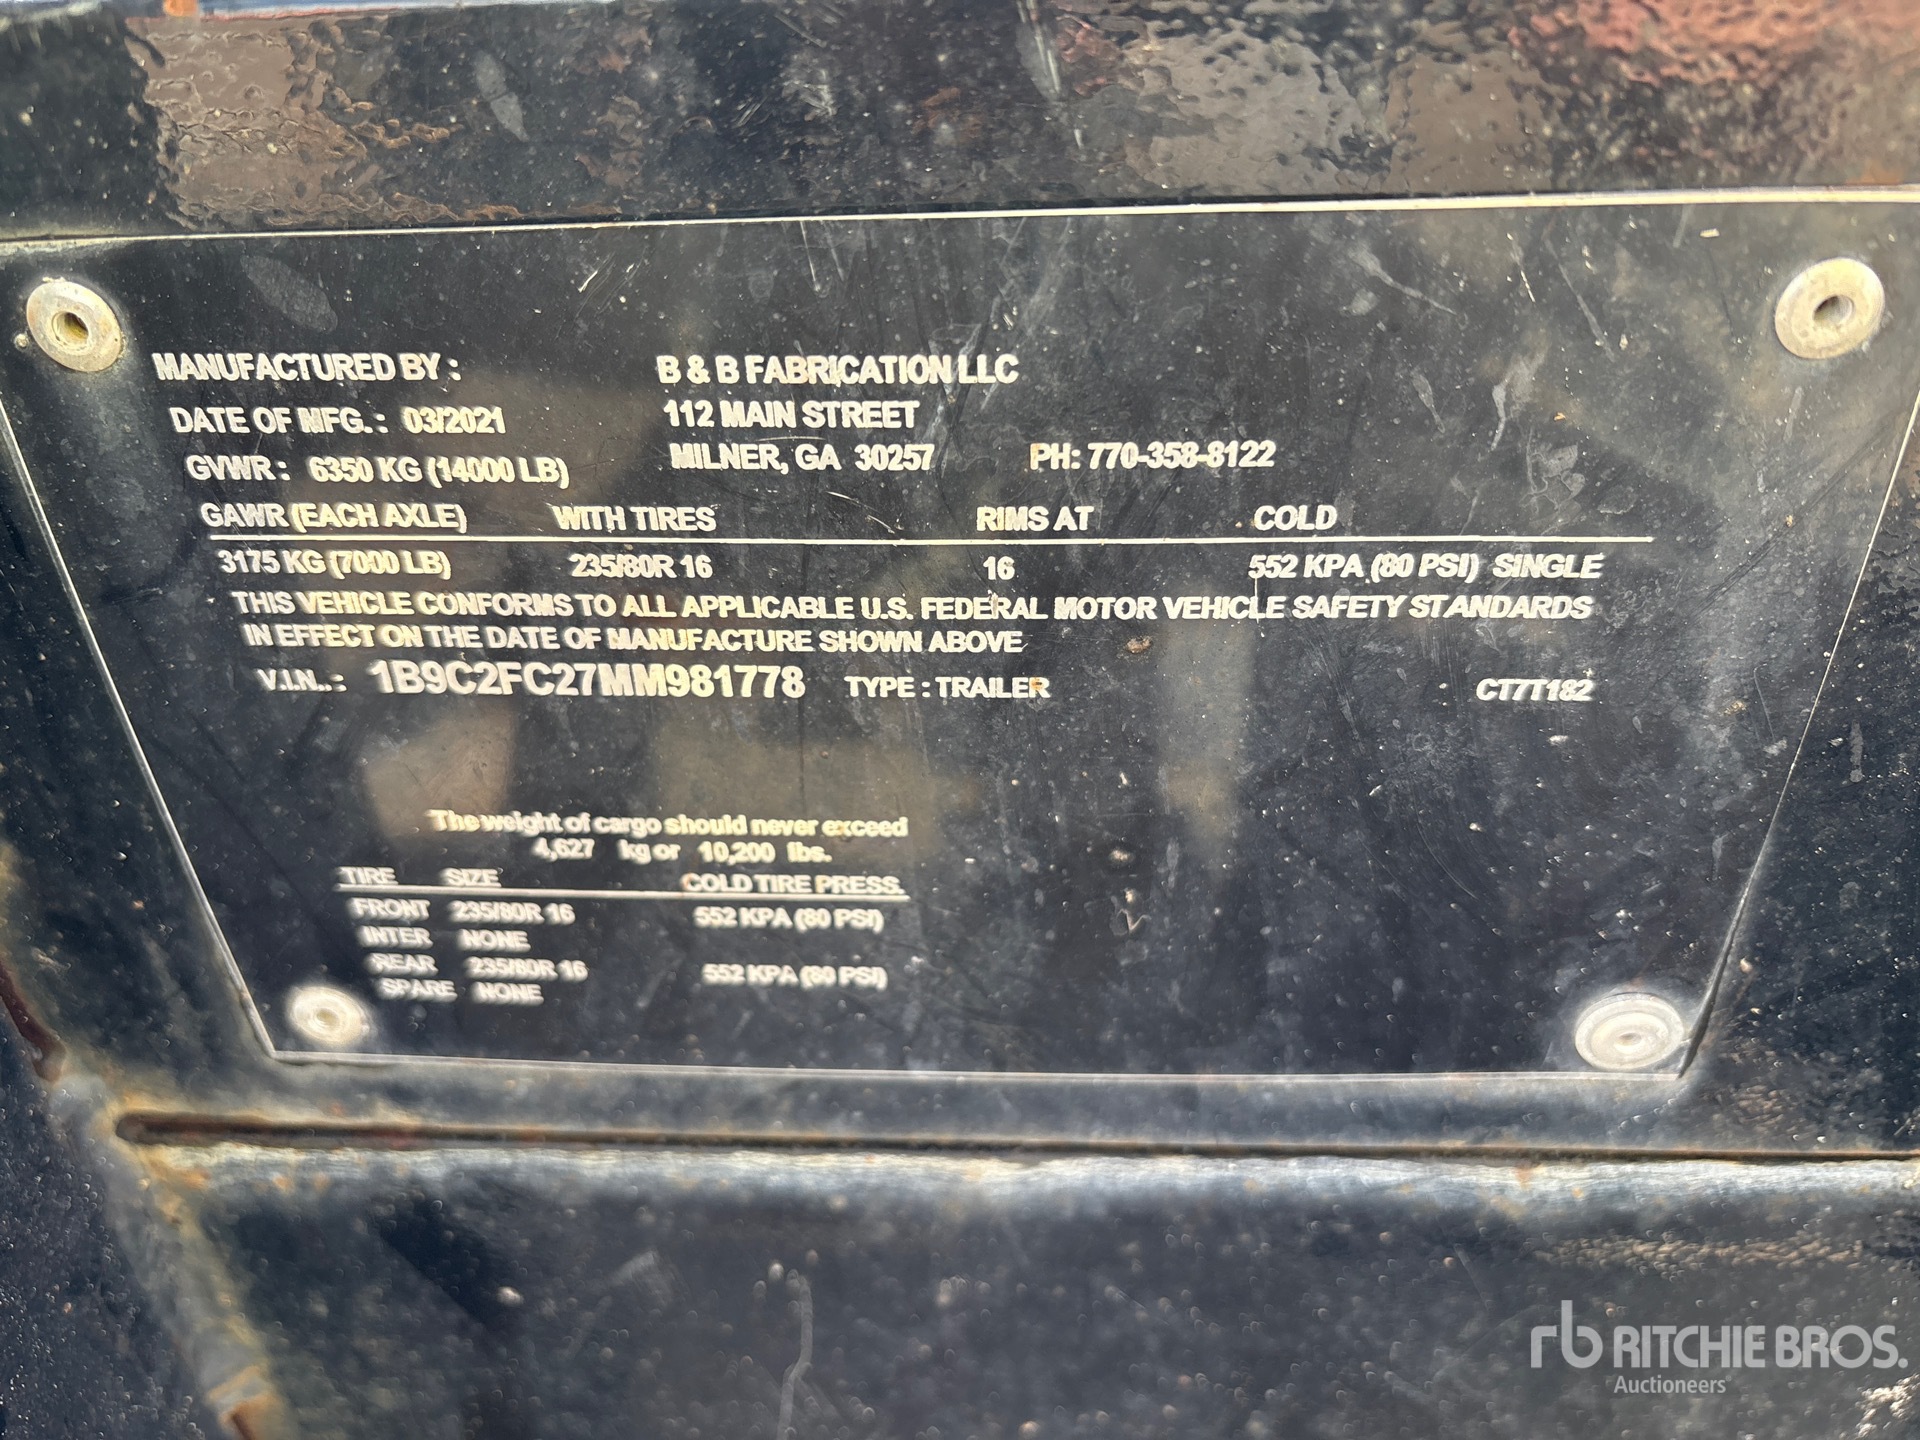 MANUFACTURED BY : B & B FABRICATION LLC
DATE OF MFG. : 03/2021 112 MAIN STREET
GVWR : 6350 KG (14000 LB) MILNER, GA 30257 PH: 770-358-8122
GAWR (EACH AXLE) WITH TIRES RIMS AT COLD
3175 KG (7000 LB) 235/80R 16 16 552 KPA (80 PSI) SINGLE
THIS VEHICLE CONFORMS TO ALL APPLICABLE U.S. FEDERAL MOTOR VEHICLE SAFETY STANDARDS
IN EFFECT ON THE DATE OF MANUFACTURE SHOWN ABOVE
V.I.N.. : 1B9C2FC27MM981778 TYPE : TRAILER CT7T182
The weight of cargo should never exceed
4,627 kg or 10,200 lbs.
TIRE SIZE COLD TIRE PRESS.
FRONT 235/80R 16 552 KPA (80 PSI)
INTER NONE
REAR 235/80R 16 552 KPA (80 PSI)
SPARE NONE
rb RITCHIE BROS.
Auctioneers